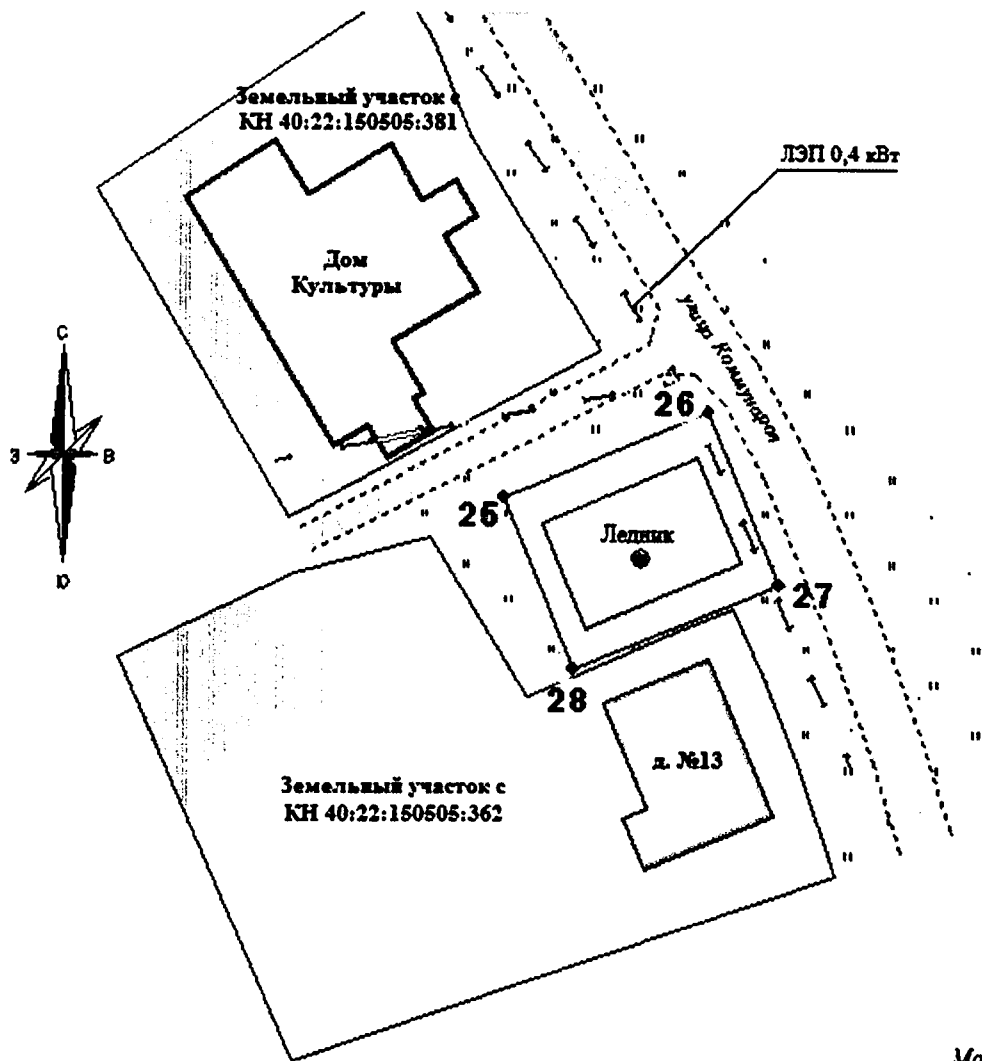 Земельный участок с
КН 40:22:150505:381
ЛЭП 0,4 кВт
Дом
Культуры
улица Коммунаров
С
З
В
Ю
26
25
Ледник
27
28
д. №13
Земельный участок с
КН 40:22:150505:362